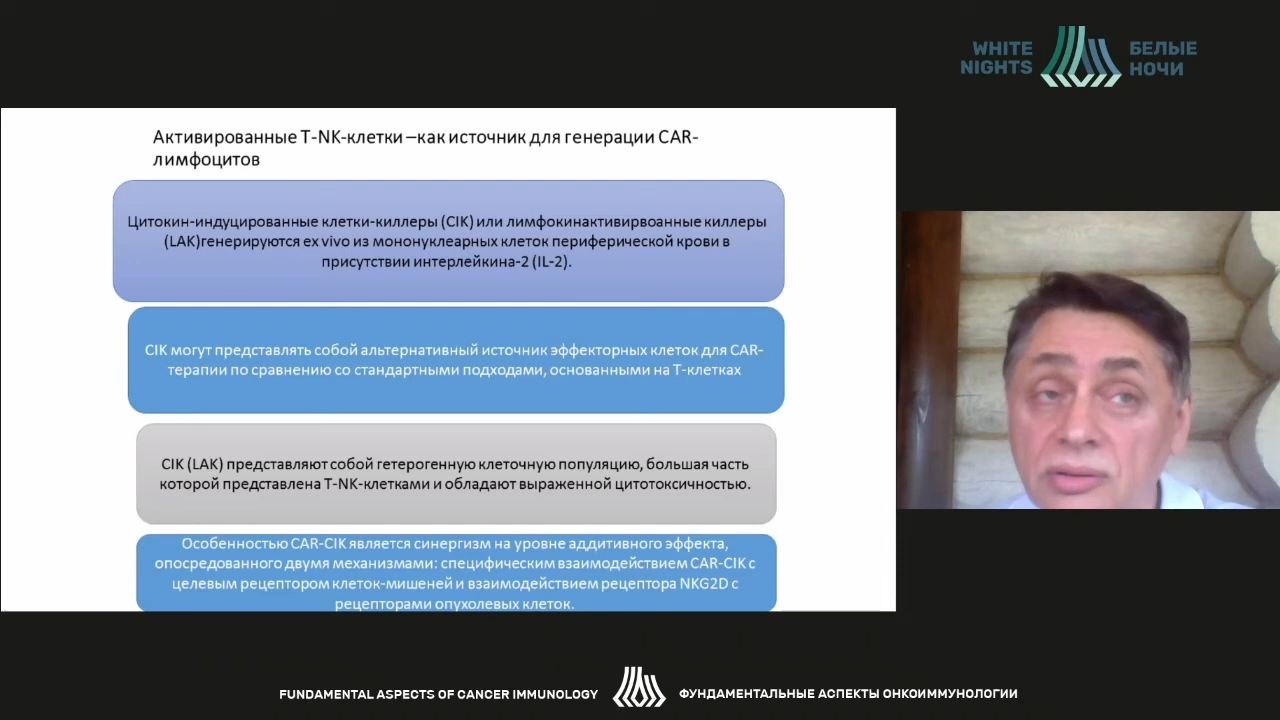 WHITE
NIGHTS
БЕЛЫЕ
НОЧИ
Активированные T-NK-клетки –как источник для генерации CAR-
лимфоцитов
Цитокин-индуцированные клетки-киллеры (CIK) или лимфокинактивирвоанные киллеры
(LAK)генерируются ex vivo из мононуклеарных клеток периферической крови в
присутствии интерлейкина-2 (IL-2).
CIK могут представлять собой альтернативный источник эффекторных клеток для CAR-
терапии по сравнению со стандартными подходами, основанными на Т-клетках
CIK (LAK) представляют собой гетерогенную клеточную популяцию, большая часть
которой представлена T-NK-клетками и обладают выраженной цитотоксичностью.
Особенностью CAR-CIK является синергизм на уровне аддитивного эффекта,
опосредованного двумя механизмами: специфическим взаимодействием CAR-CIK с
целевым рецептором клеток-мишеней и взаимодействием рецептора NKG2D с
рецепторами опухолевых клеток.
FUNDAMENTAL ASPECTS OF CANCER IMMUNOLOGY
ФУНДАМЕНТАЛЬНЫЕ АСПЕКТЫ ОНКОИММУНОЛОГИИ